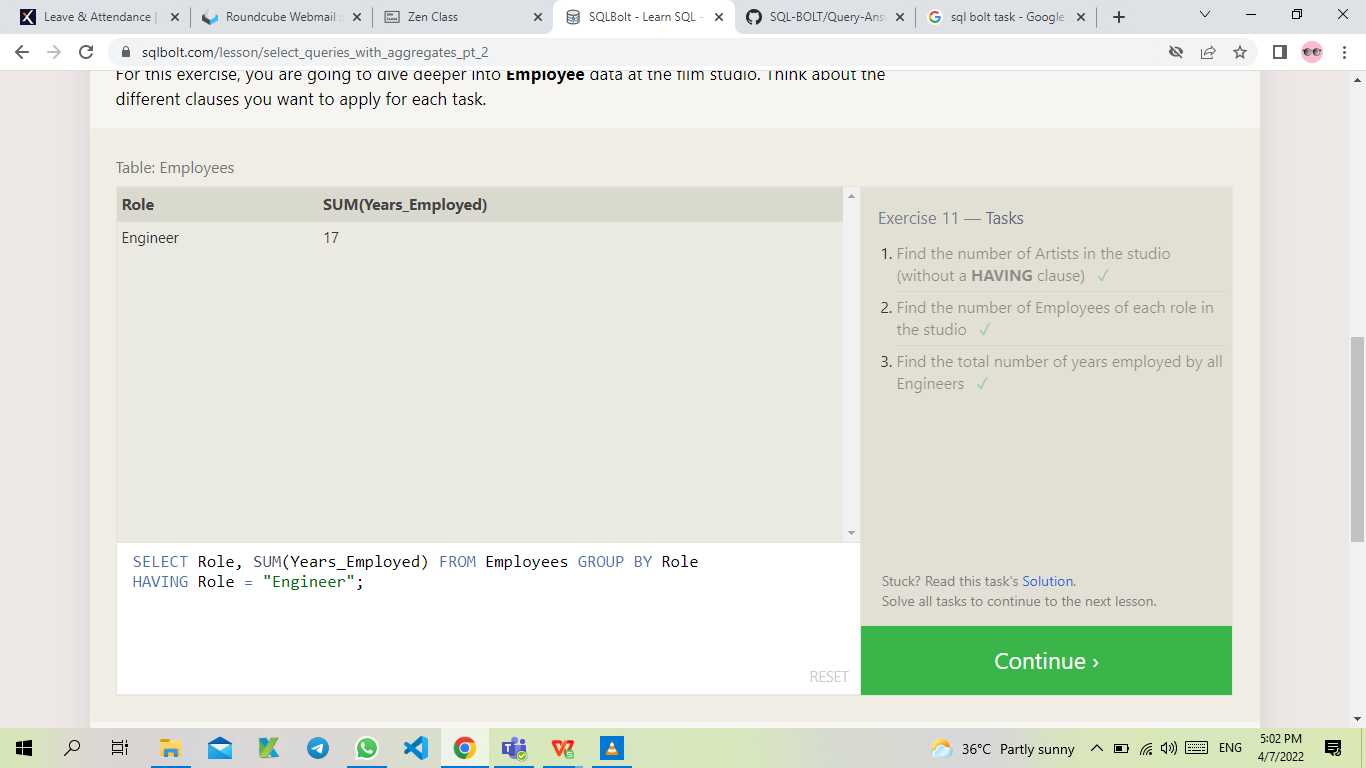 Leave & Attendance |
Roundcube Webmail
Zen Class
SQLBolt - Learn SQL -
SQL-BOLT/Query-Ans
sql bolt task - Google
sqlbolt.com/lesson/select_queries_with_aggregates_pt_2
For this exercise, you are going to dive deeper into Employee data at the film studio. Think about the
different clauses you want to apply for each task.
Table: Employees
Role SUM(Years_Employed)
Engineer 17
Exercise 11 — Tasks
1. Find the number of Artists in the studio
(without a HAVING clause) ✓
2. Find the number of Employees of each role in
the studio ✓
3. Find the total number of years employed by all
Engineers ✓
SELECT Role, SUM(Years_Employed) FROM Employees GROUP BY Role
HAVING Role = "Engineer";
RESET
Stuck? Read this task's Solution.
Solve all tasks to continue to the next lesson.
Continue ›
36°C Partly sunny
ENG
5:02 PM
4/7/2022